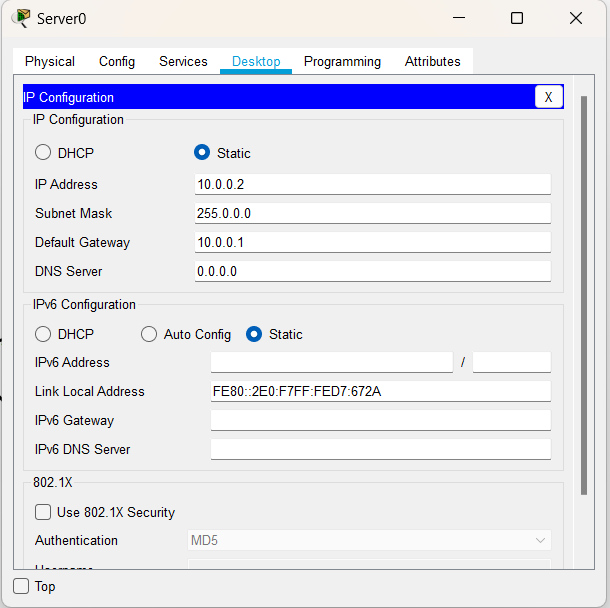 Server0
Physical Config Services Desktop Programming Attributes
IP Configuration X
IP Configuration
DHCP Static
IP Address 10.0.0.2
Subnet Mask 255.0.0.0
Default Gateway 10.0.0.1
DNS Server 0.0.0.0
IPv6 Configuration
DHCP Auto Config Static
IPv6 Address /
Link Local Address FE80::2E0:F7FF:FED7:672A
IPv6 Gateway
IPv6 DNS Server
802.1X
Use 802.1X Security
Authentication MD5
Username
Top